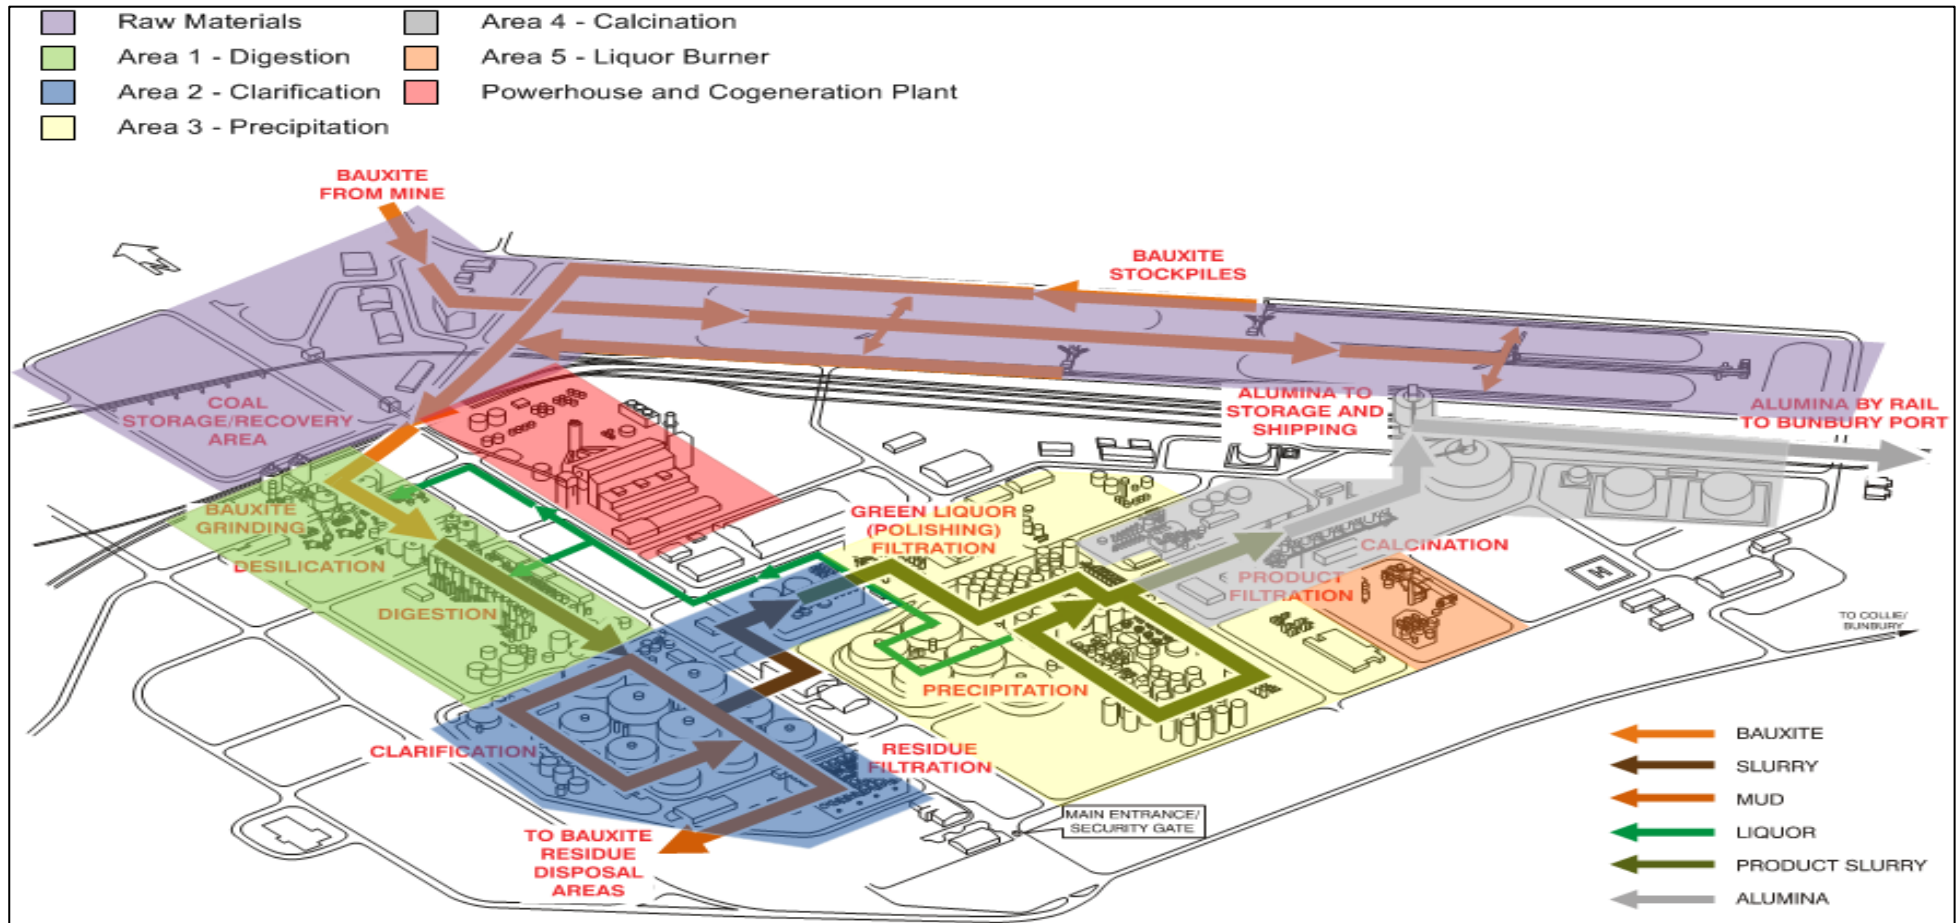 Raw Materials
Area 1 - Digestion
Area 2 - Clarification
Area 3 - Precipitation
Area 4 - Calcination
Area 5 - Liquor Burner
Powerhouse and Cogeneration Plant
BAUXITE
FROM MINE
N
BAUXITE
STOCKPILES
COAL
STORAGE/RECOVERY
AREA
ALUMINA TO
STORAGE AND
SHIPPING
ALUMINA BY RAIL
TO BUNBURY PORT
BAUXITE
GRINDING
DESILICATION
DIGESTION
GREEN LIQUOR
(POLISHING)
FILTRATION
CALCINATION
PRODUCT
FILTRATION
H
TO COLLIE/
BUNBURY
PRECIPITATION
CLARIFICATION
RESIDUE
FILTRATION
MAIN ENTRANCE/
SECURITY GATE
TO BAUXITE
RESIDUE
DISPOSAL
AREAS
BAUXITE
SLURRY
MUD
LIQUOR
PRODUCT SLURRY
ALUMINA